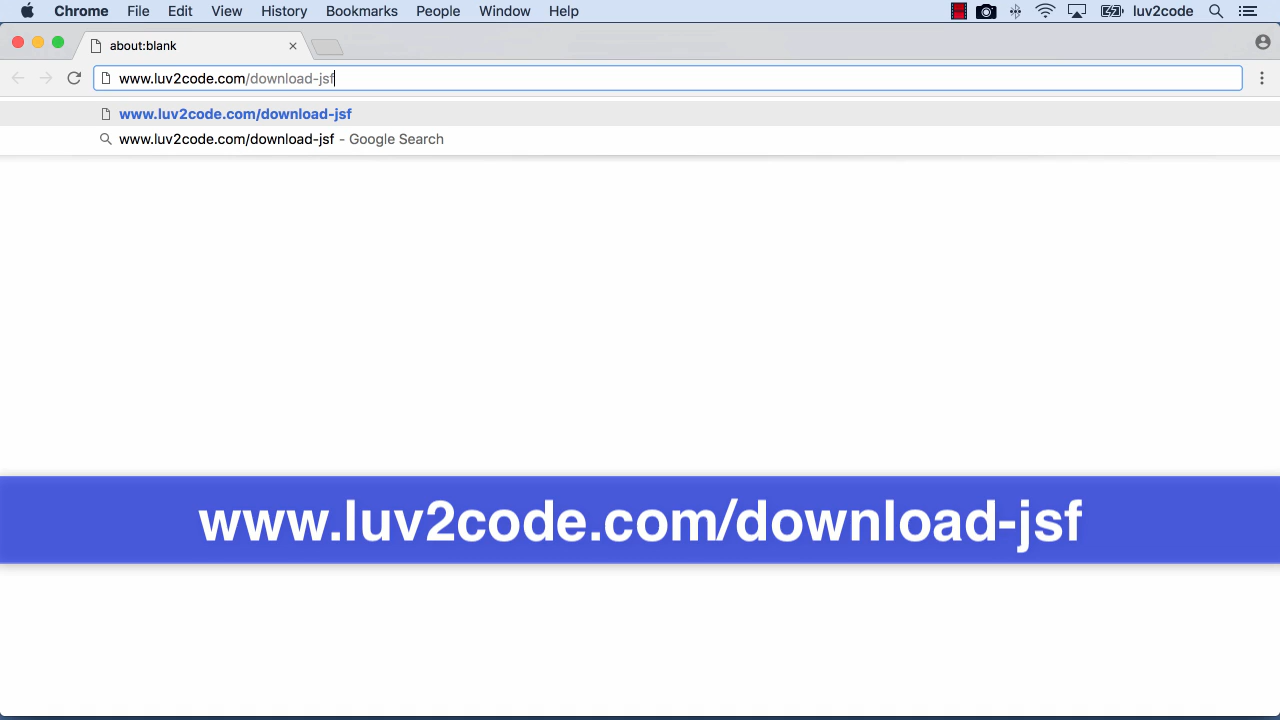 Chrome File Edit View History Bookmarks People Window Help luv2code
about:blank
www.luv2code.com/download-jsf
www.luv2code.com/download-jsf
www.luv2code.com/download-jsf - Google Search
www.luv2code.com/download-jsf